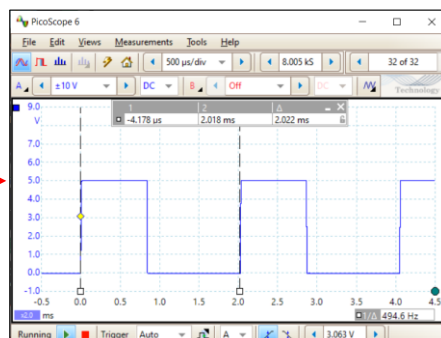 PicoScope 6
File Edit Views Measurements Tools Help
500 µs/div 8.005 kS 32 of 32
A ±10 V DC B Off DC Technology
9.0
V
1 2 Δ
-4.178 µs 2.018 ms 2.022 ms
7.0
6.0
5.0
4.0
3.0
2.0
1.0
0.0
-1.0
-0.5 0.0 0.5 1.0 1.5 2.0 2.5 3.0 3.5 4.0 4.5
x2.0 ms 1/Δ 494.6 Hz
Running Trigger Auto A 3.063 V